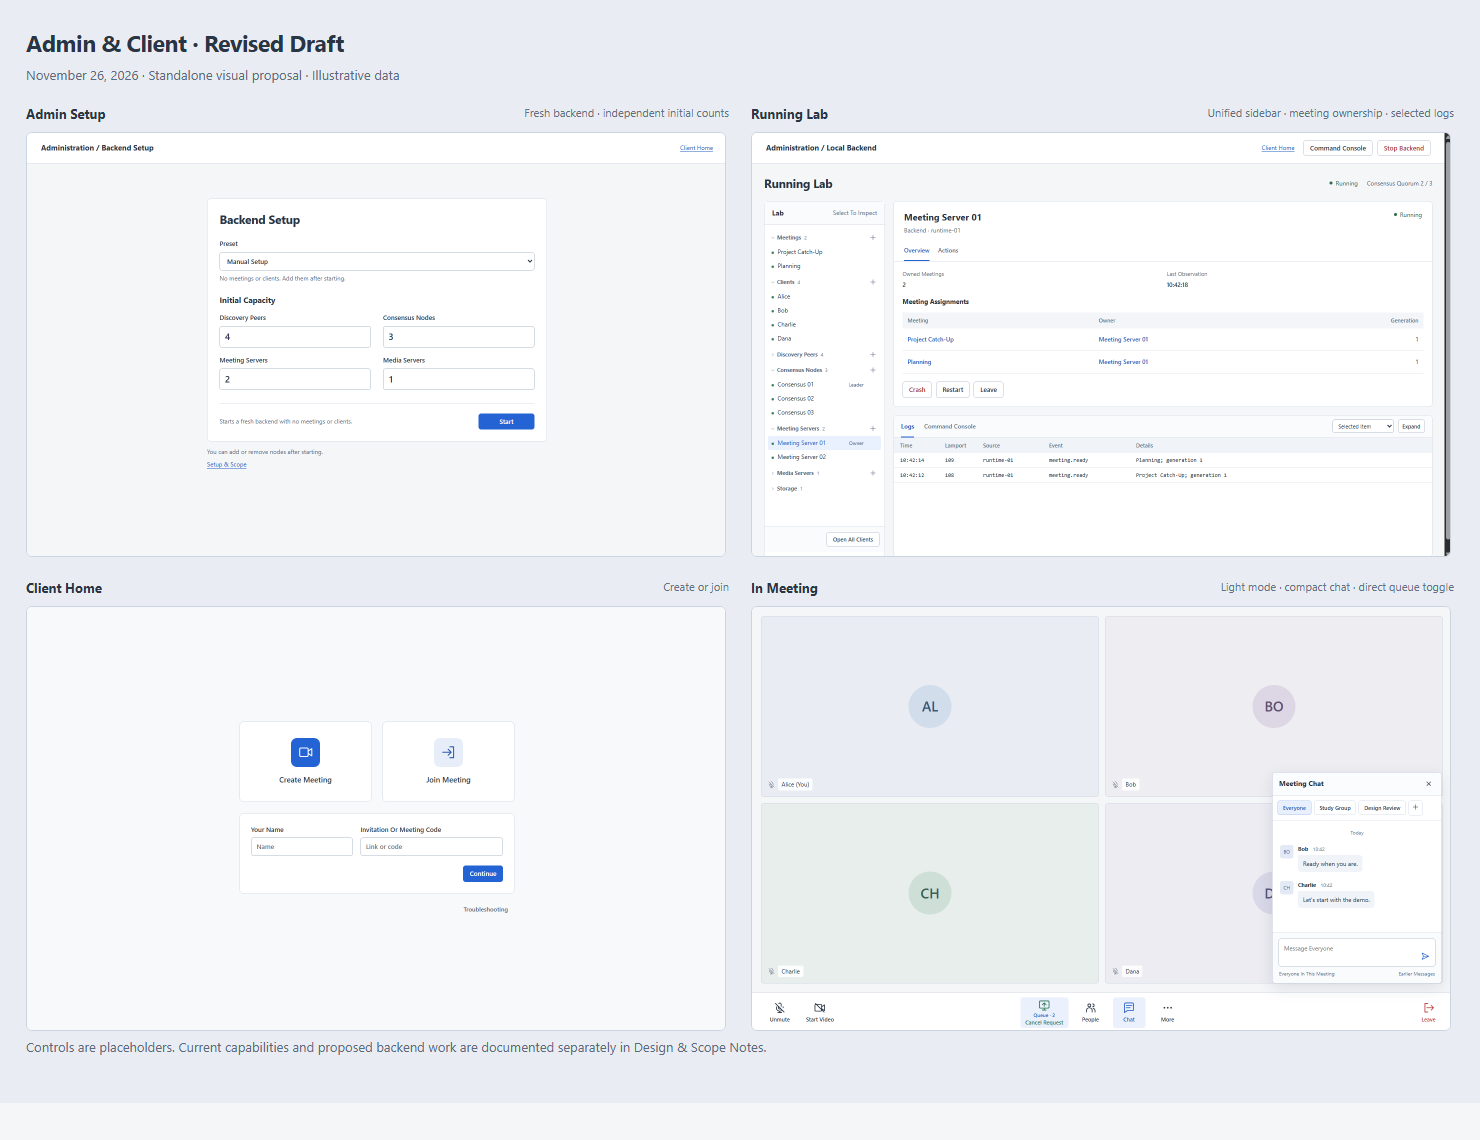 Admin & Client · Revised Draft
November 26, 2026 · Standalone visual proposal · Illustrative data
Admin Setup
Fresh backend · independent initial counts
Administration / Backend Setup
Client Home
Backend Setup
Preset
Manual Setup
No meetings or clients. Add them after starting.
Initial Capacity
Discovery Peers
Consensus Nodes
4
3
Meeting Servers
Media Servers
2
1
Starts a fresh backend with no meetings or clients.
Start
You can add or remove nodes after starting.
Setup & Scope
Running Lab
Unified sidebar · meeting ownership · selected logs
Administration / Local Backend
Client Home
Command Console
Stop Backend
Running Lab
Running
Consensus Quorum 2 / 3
Lab
Select To Inspect
Meetings 2 +
Project Catch-Up
Planning
Clients 4 +
Alice
Bob
Charlie
Dana
Discovery Peers 4 +
Consensus Nodes 3 +
Consensus 01 Leader
Consensus 02
Consensus 03
Meeting Servers 2 +
Meeting Server 01 Owner
Meeting Server 02
Media Servers 1 +
Storage 1
Open All Clients
Meeting Server 01
Running
Backend · runtime-01
Overview Actions
Owned Meetings
Last Observation
2
10:42:18
Meeting Assignments
Meeting Owner Generation
Project Catch-Up Meeting Server 01 1
Planning Meeting Server 01 1
Crash
Restart
Leave
Logs
Command Console
Selected Item
Expand
Time Lamport Source Event Details
10:42:14 109 runtime-01 meeting.ready Planning; generation 1
10:42:12 108 runtime-01 meeting.ready Project Catch-Up; generation 1
Client Home
Create or join
Create Meeting
Join Meeting
Your Name
Invitation Or Meeting Code
Name
Link or code
Continue
Troubleshooting
In Meeting
Light mode · compact chat · direct queue toggle
AL
Alice (You)
BO
Bob
CH
Charlie
D
Dana
Meeting Chat
Everyone
Study Group
Design Review
+
Today
BO
Bob 10:42
Ready when you are.
CH
Charlie 10:42
Let's start with the demo.
Message Everyone
Everyone In This Meeting
Earlier Messages
Unmute
Start Video
Queue · 2
Cancel Request
People
Chat
More
Leave
Controls are placeholders. Current capabilities and proposed backend work are documented separately in Design & Scope Notes.